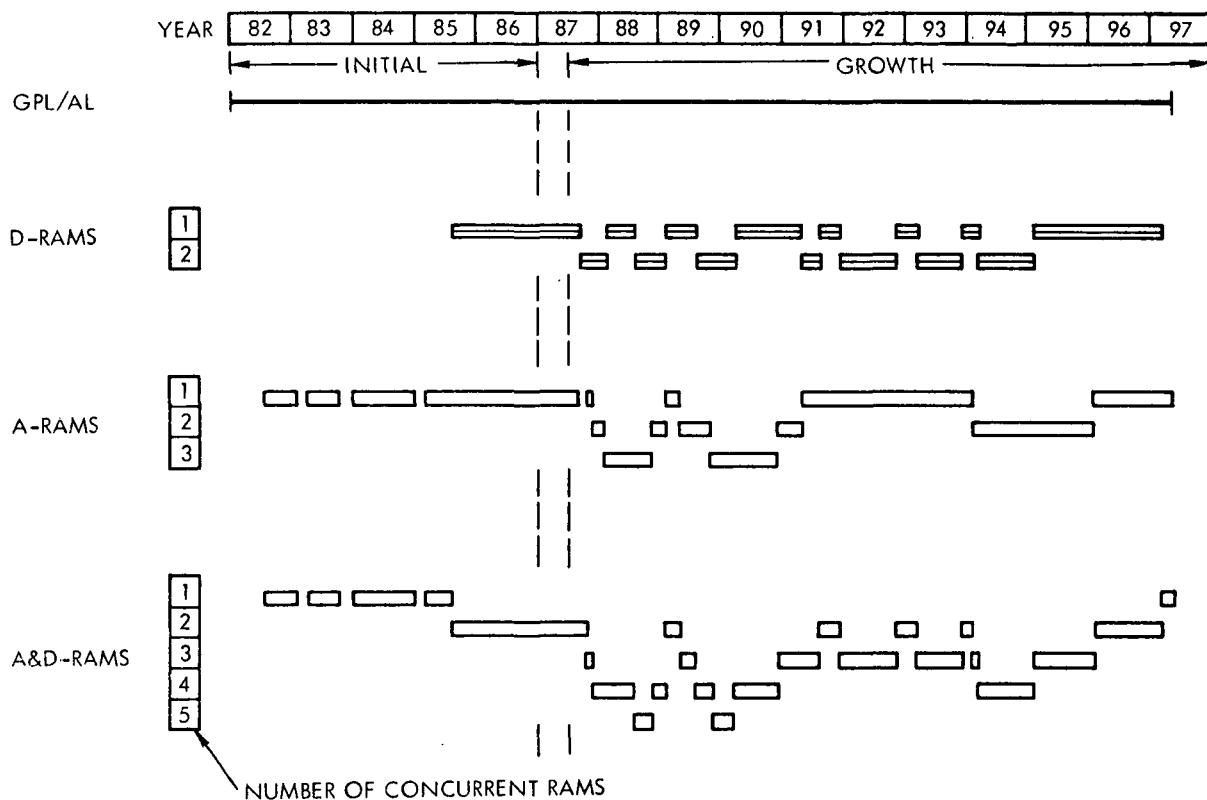 YEAR 82 83 84 85 86 87 88 89 90 91 92 93 94 95 96 97
INITIAL GROWTH
GPL/AL
D-RAMS
1
2
A-RAMS
1
2
3
A&D-RAMS
1
2
3
4
5
NUMBER OF CONCURRENT RAMS